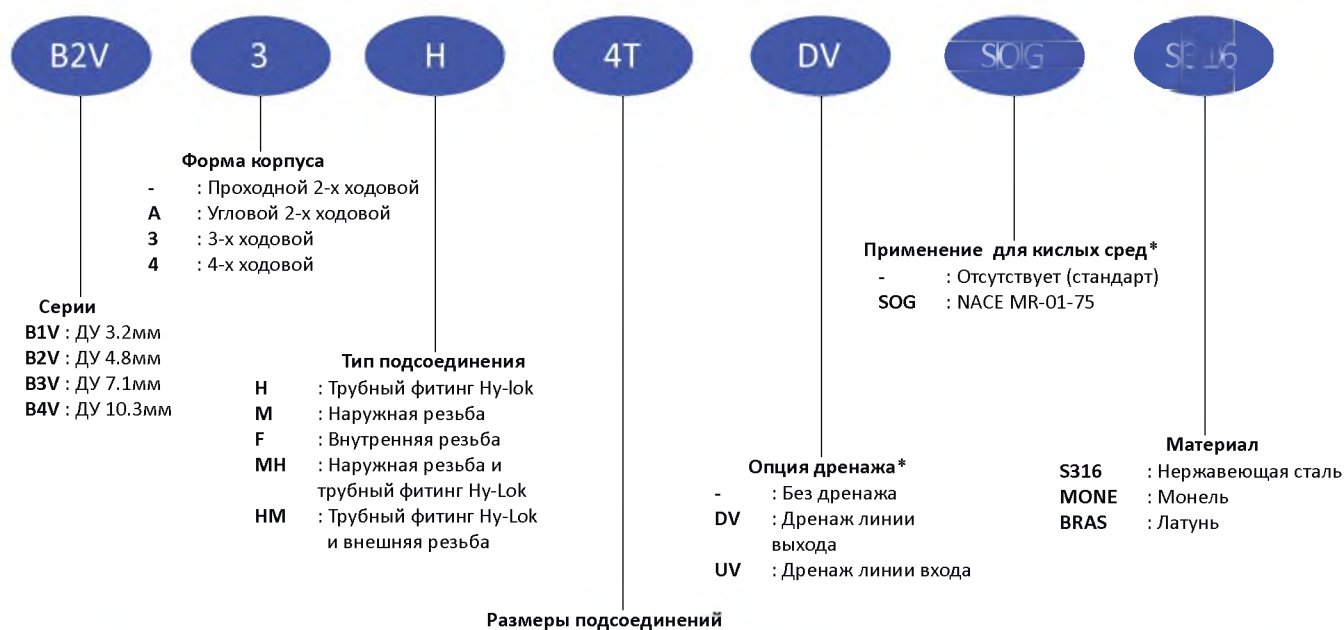 B2V
3
H
4T
DV
SOG
S316
Форма корпуса
- : Проходной 2-х ходовой
A : Угловой 2-х ходовой
3 : 3-х ходовой
4 : 4-х ходовой
Серии
B1V : ДУ 3.2мм
B2V : ДУ 4.8мм
B3V : ДУ 7.1мм
B4V : ДУ 10.3мм
Тип подсоединения
H : Трубный фитинг Hy-lok
M : Наружная резьба
F : Внутренняя резьба
MH : Наружная резьба и
трубный фитинг Hy-Lok
HM : Трубный фитинг Hy-Lok
и внешняя резьба
Размеры подсоединений
Опция дренажа*
- : Без дренажа
DV : Дренаж линии
выхода
UV : Дренаж линии входа
Применение для кислых сред*
- : Отсутствует (стандарт)
SOG : NACE MR-01-75
Материал
S316 : Нержавеющая сталь
MONE : Монель
BRAS : Латунь